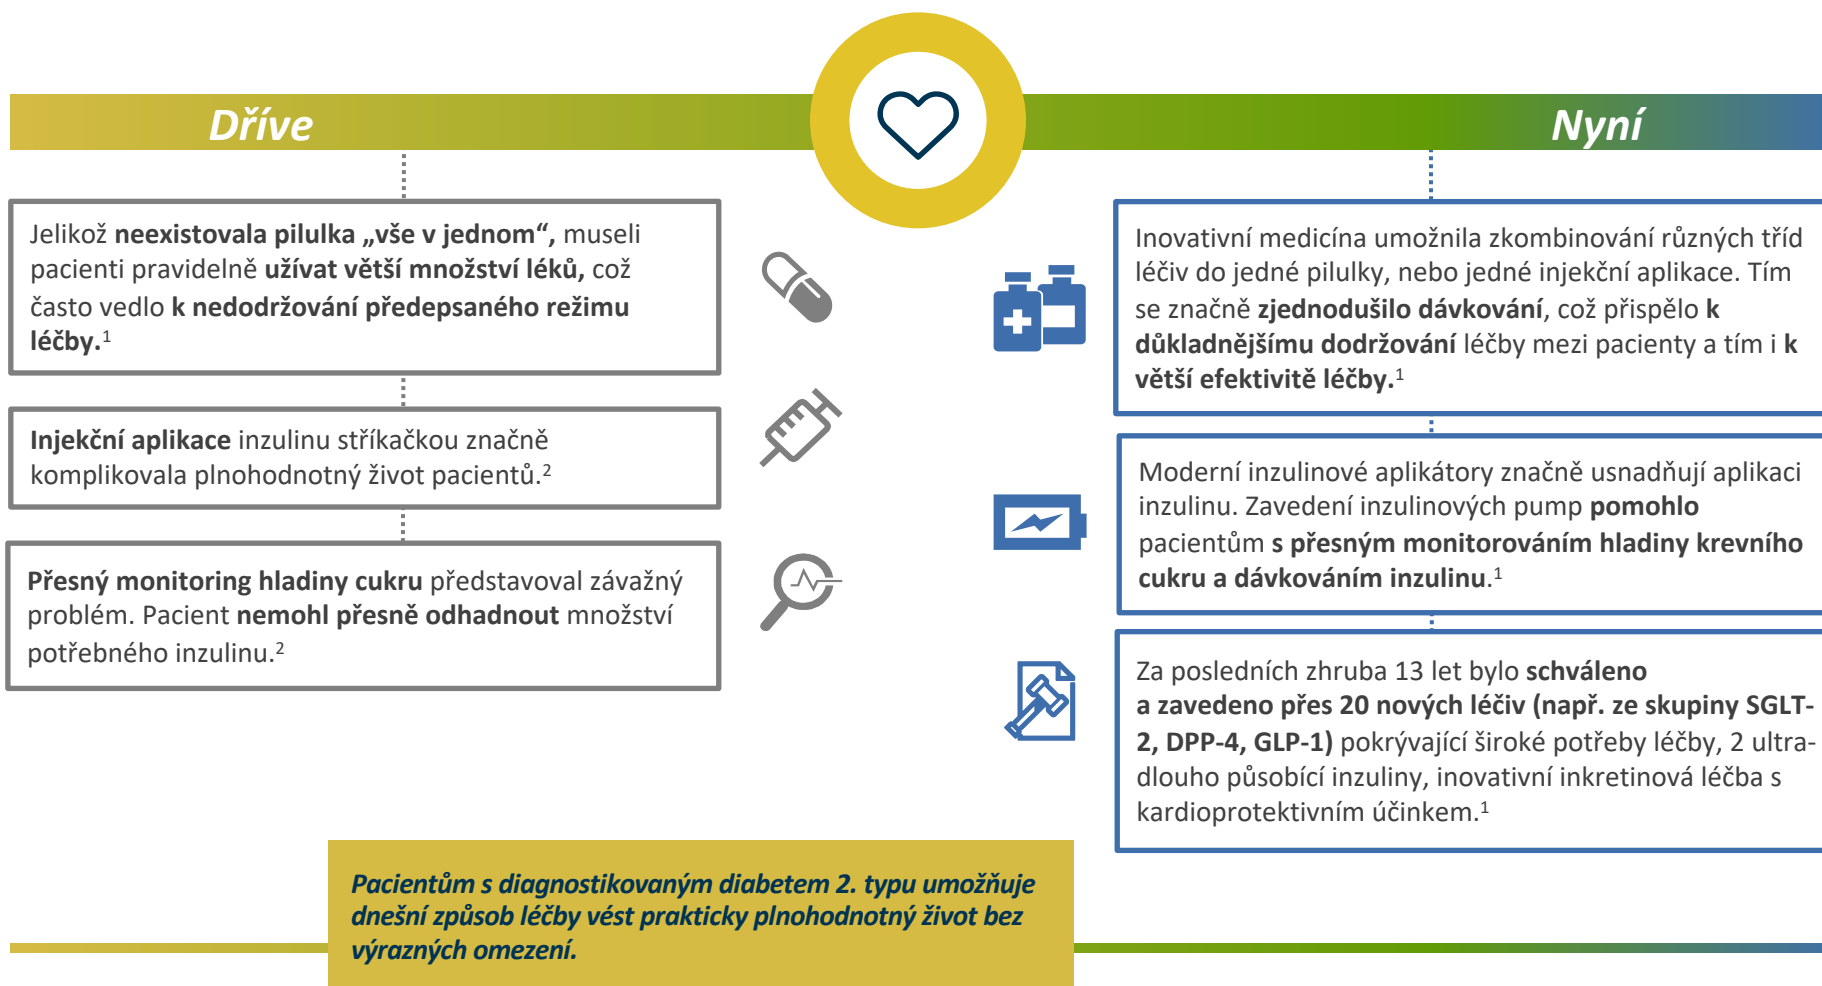 Dříve
Nyní
Jelikož neexistovala pilulka „vše v jednom“, museli
pacienti pravidelně užívat větší množství léků, což
často vedlo k nedodržování předepsaného režimu
léčby.¹
Injekční aplikace inzulinu stříkačkou značně
komplikovala plnohodnotný život pacientů.²
Přesný monitoring hladiny cukru představoval závažný
problém. Pacient nemohl přesně odhadnout množství
potřebného inzulinu.²
Inovativní medicína umožnila zkombinování různých tříd
léčiv do jedné pilulky, nebo jedné injekční aplikace. Tím
se značně zjednodušilo dávkování, což přispělo k
důkladnějšímu dodržování léčby mezi pacienty a tím i k
větší efektivitě léčby.¹
Moderní inzulinové aplikátory značně usnadňují aplikaci
inzulinu. Zavedení inzulinových pump pomohlo
pacientům s přesným monitorováním hladiny krevního
cukru a dávkováním inzulinu.¹
Za posledních zhruba 13 let bylo schváleno
a zavedeno přes 20 nových léčiv (např. ze skupiny SGLT-
2, DPP-4, GLP-1) pokrývající široké potřeby léčby, 2 ultra-
dlouho působící inzuliny, inovativní inkretinová léčba s
kardioprotektivním účinkem.¹
Pacientům s diagnostikovaným diabetem 2. typu umožňuje
dnešní způsob léčby vést prakticky plnohodnotný život bez
výrazných omezení.